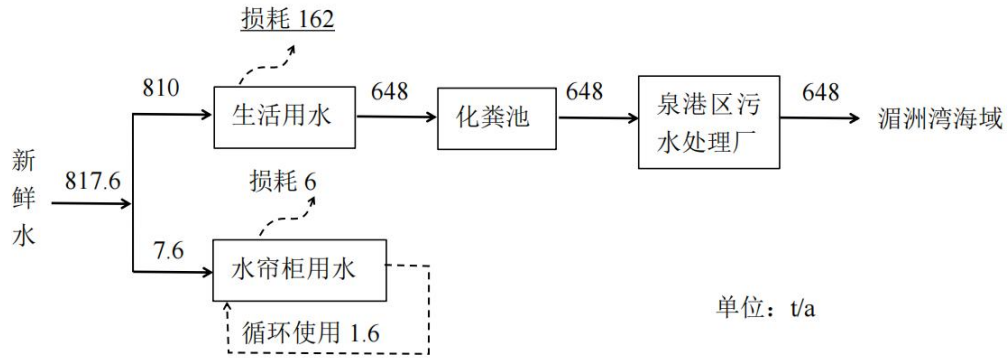 损耗 162
810
生活用水
648
化粪池
648
泉港区污
水处理厂
648
湄洲湾海域
新
鲜
水
817.6
损耗 6
7.6
水帘柜用水
循环使用 1.6
单位：t/a